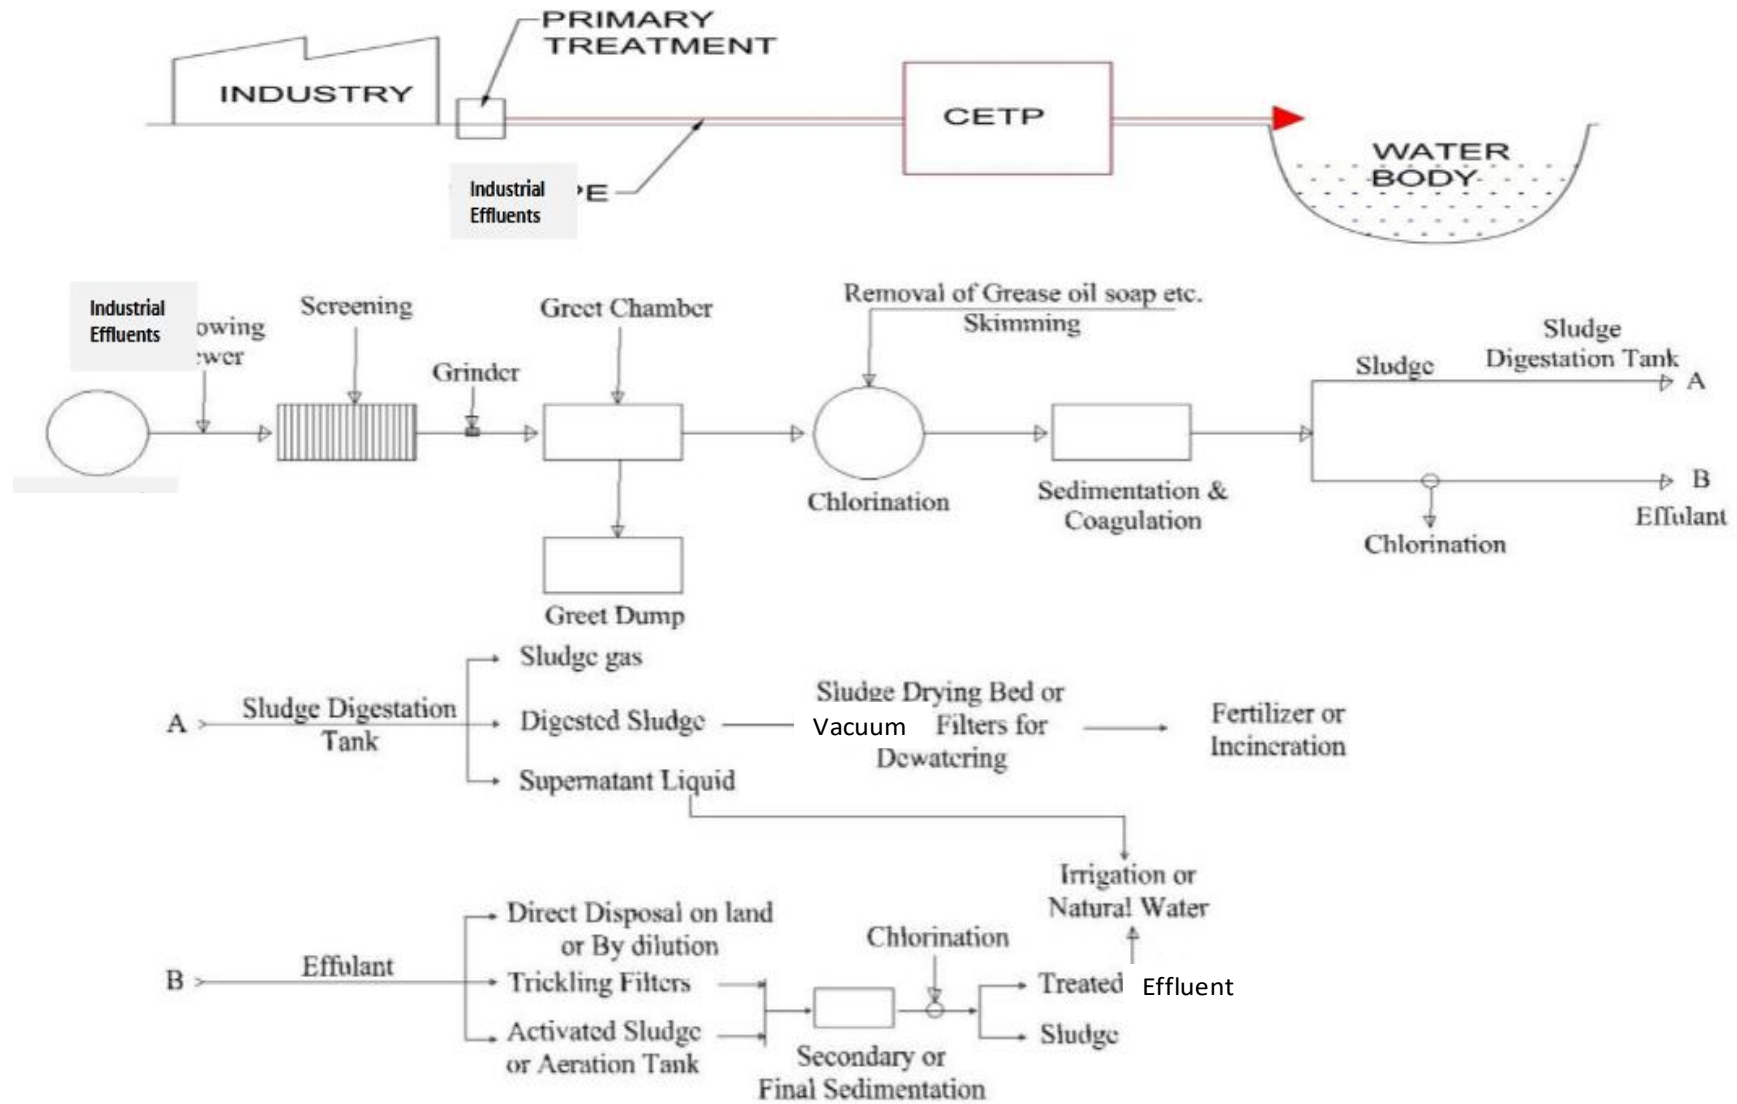 PRIMARY
TREATMENT
INDUSTRY
CETP
WATER
BODY
Industrial
Effluents
E
Industrial
Effluents
owing
wer
Screening
Grinder
Greet Chamber
Removal of Grease oil soap etc.
Skimming
Sludge
Sludge
Digestation Tank
A
Chlorination
Sedimentation &
Coagulation
B
Effulant
Chlorination
Greet Dump
A
Sludge Digestation
Tank
Sludge gas
Digested Sludge
Supernatant Liquid
Sludge Drying Bed or
Vacuum Filters for
Dewatering
Fertilizer or
Incineration
Irrigation or
Natural Water
B
Effulant
Direct Disposal on land
or By dilution
Trickling Filters
Activated Sludge
or Aeration Tank
Chlorination
Secondary or
Final Sedimentation
Treated Effluent
Sludge